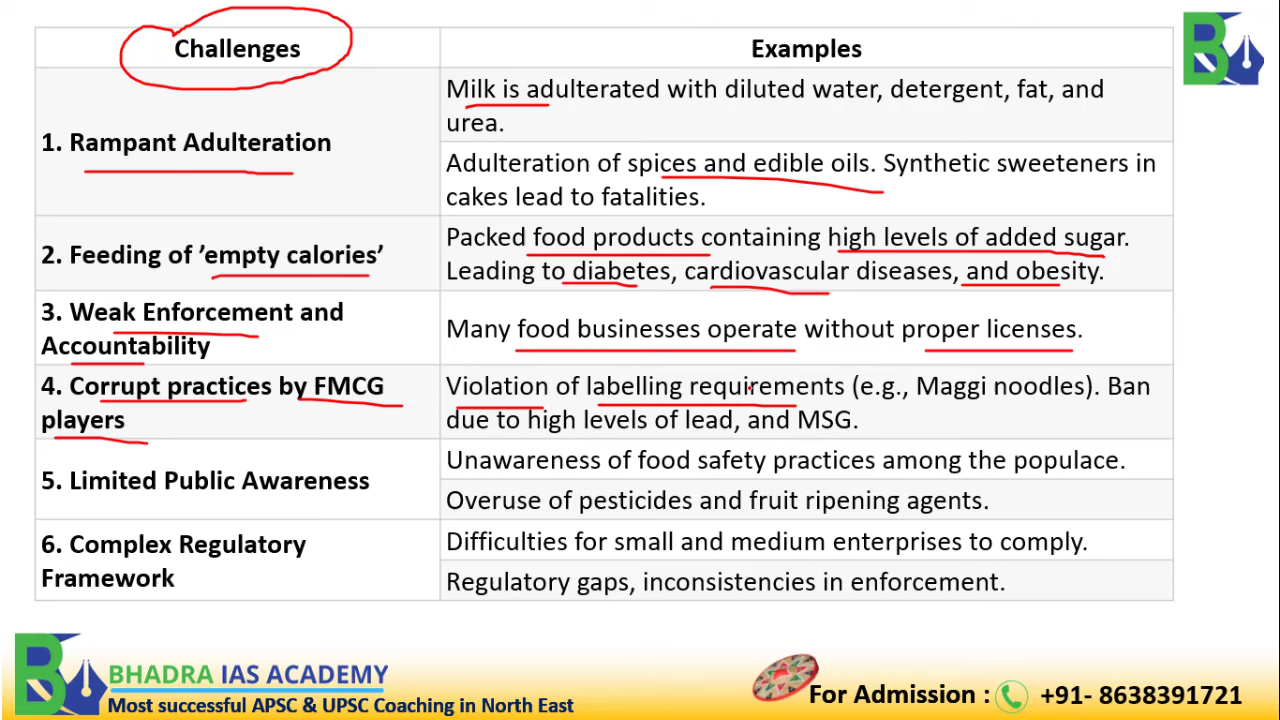 Challenges
Examples
1. Rampant Adulteration
Milk is adulterated with diluted water, detergent, fat, and
urea.
Adulteration of spices and edible oils. Synthetic sweeteners in
cakes lead to fatalities.
2. Feeding of ’empty calories’
Packed food products containing high levels of added sugar.
Leading to diabetes, cardiovascular diseases, and obesity.
3. Weak Enforcement and
Accountability
Many food businesses operate without proper licenses.
4. Corrupt practices by FMCG
players
Violation of labelling requirements (e.g., Maggi noodles). Ban
due to high levels of lead, and MSG.
5. Limited Public Awareness
Unawareness of food safety practices among the populace.
Overuse of pesticides and fruit ripening agents.
6. Complex Regulatory
Framework
Difficulties for small and medium enterprises to comply.
Regulatory gaps, inconsistencies in enforcement.
BHADRA IAS ACADEMY
Most successful APSC & UPSC Coaching in North East
For Admission : +91- 8638391721